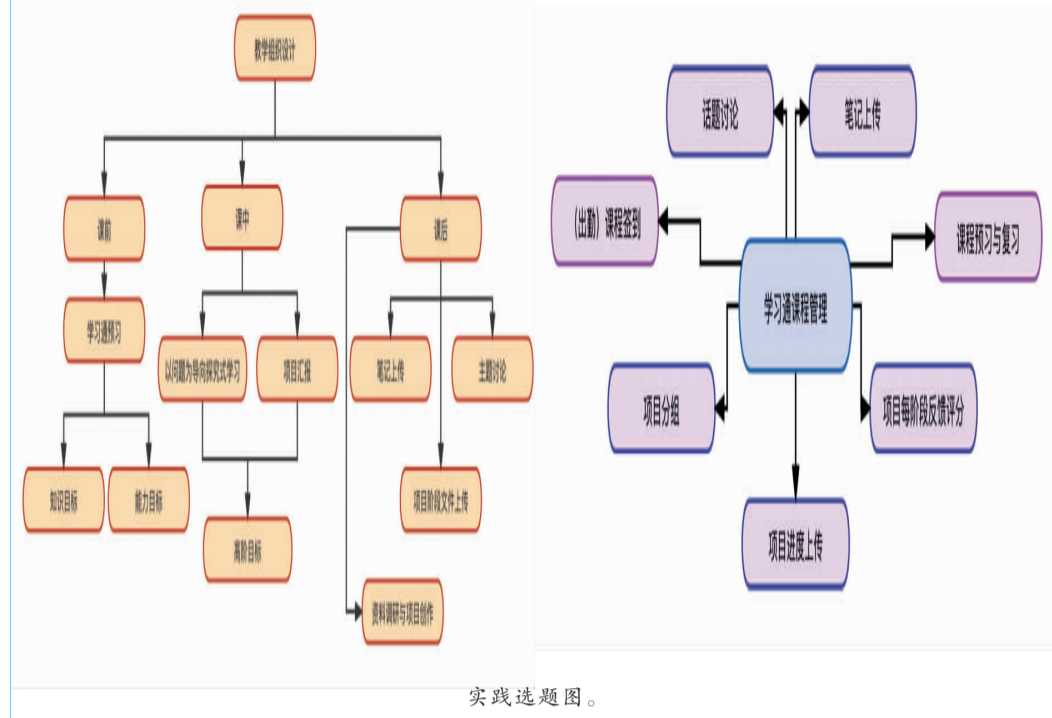 教学组织设计
课前
课中
课后
学习通预习
以问题为导向探究式学习
项目汇报
笔记上传
主题讨论
知识目标
能力目标
项目阶段文件上传
高阶目标
资料调研与项目创作
话题讨论
笔记上传
(出勤）课程签到
课程预习与复习
学习通课程管理
项目分组
项目每阶段反馈评分
项目进度上传
实践选题图。